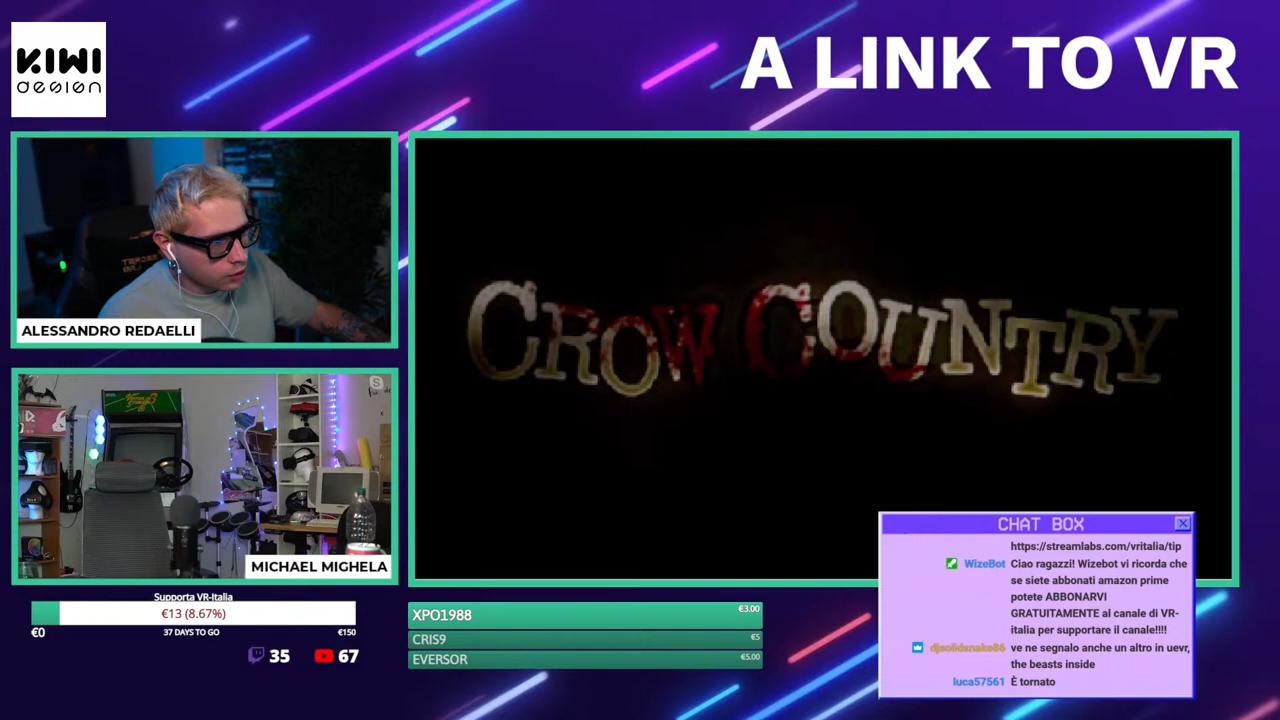 KIWI
design
A LINK TO VR
ALESSANDRO REDAELLI
CROW COUNTRY
S
MICHAEL MIGHELA
Supporta VR-Italia
€13 (8.67%)
€0
37 DAYS TO GO
€150
35
67
XPO1988
€3.00
CRIS9
€5
EVERSOR
€5.00
CHAT BOX
https://streamlabs.com/vritalia/tip
WizeBot Ciao ragazzi! Wizebot vi ricorda che
se siete abbonati amazon prime
potete ABBONARVI
GRATUITAMENTE al canale di VR-
italia per supportare il canale!!!!
djsolidsnake86 ve ne segnalo anche un altro in uevr,
the beasts inside
luca57561 È tornato